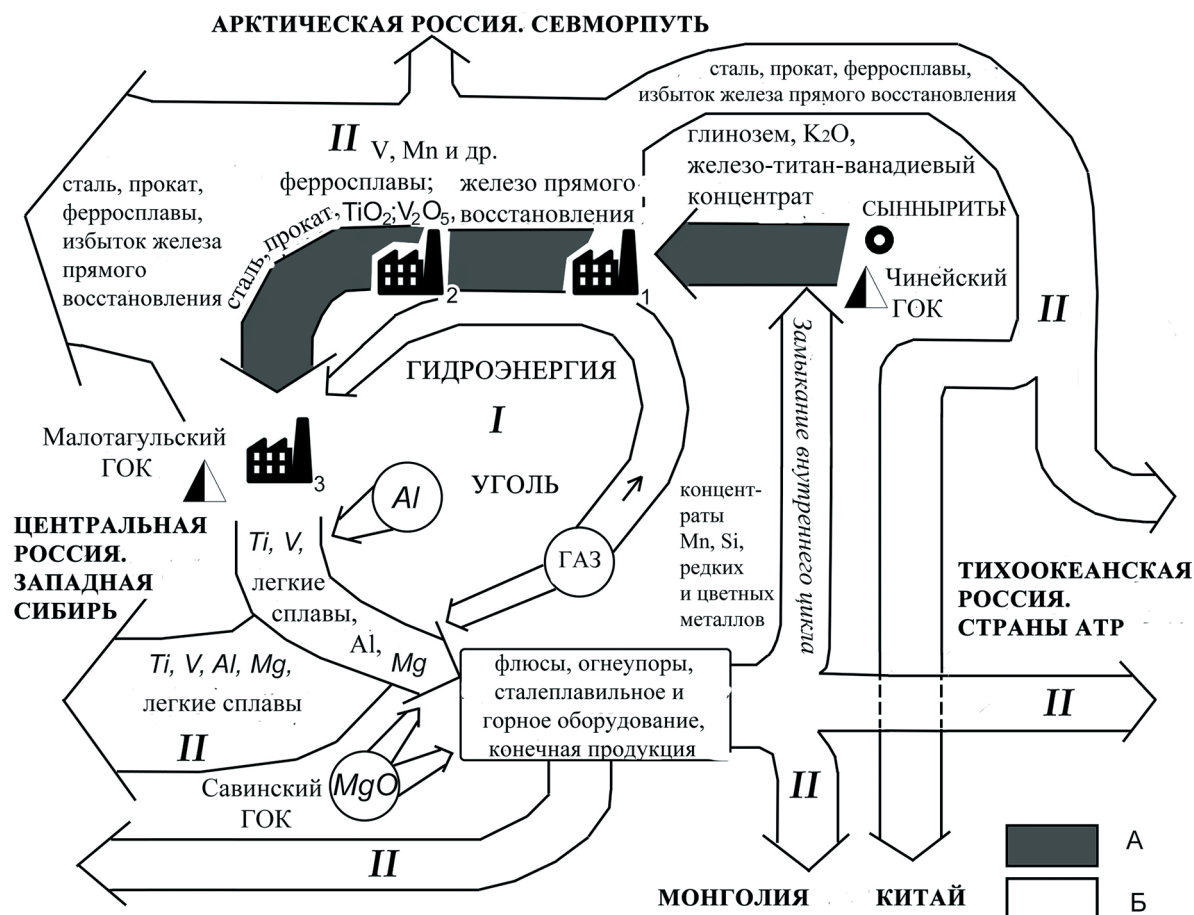 АРКТИЧЕСКАЯ РОССИЯ. СЕВМОРПУТЬ
сталь, прокат, ферросплавы,
избыток железа прямого восстановления
II
V, Mn и др.
ферросплавы;
TiO2;V2O5,
железо прямого
восстановления
глинозем, K2O,
железо-титан-ванадиевый
концентрат
СЫННЫРИТЫ
Чинейский
ГОК
сталь, прокат,
ферросплавы,
избыток железа
прямого
восстановления
сталь, прокат,
2
1
II
ГИДРОЭНЕРГИЯ
I
УГОЛЬ
Замыкание внутреннего цикла
Малотагульский
ГОК
3
Al
ГАЗ
концент-
раты
Mn, Si,
редких
и цветных
металлов
ЦЕНТРАЛЬНАЯ
РОССИЯ.
ЗАПАДНАЯ
СИБИРЬ
Ti, V,
легкие
сплавы,
Al,
Mg
ТИХООКЕАНСКАЯ
РОССИЯ.
СТРАНЫ АТР
Ti, V, Al, Mg,
легкие сплавы
II
флюсы, огнеупоры,
сталеплавильное и
горное оборудование,
конечная продукция
II
Савинский
ГОК
MgO
II
II
МОНГОЛИЯ
КИТАЙ
А
Б